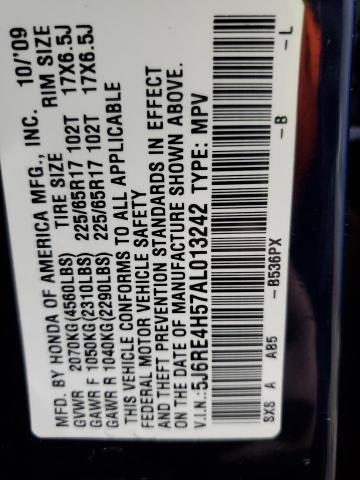 MFD. BY HONDA OF AMERICA MFG., INC. 10/'09
TIRE SIZE RIM SIZE
GVWR 2070KG(4560LBS)
GAWR F 1050KG(2310LBS) 225/65R17 102T 17X6.5J
GAWR R 1040KG(2290LBS) 225/65R17 102T 17X6.5J
THIS VEHICLE CONFORMS TO ALL APPLICABLE
FEDERAL MOTOR VEHICLE SAFETY
AND THEFT PREVENTION STANDARDS IN EFFECT
ON THE DATE OF MANUFACTURE SHOWN ABOVE.
V.I.N.:5J6RE4H57AL013242 TYPE: MPV
SXS A AB5 -B536PX -B -L